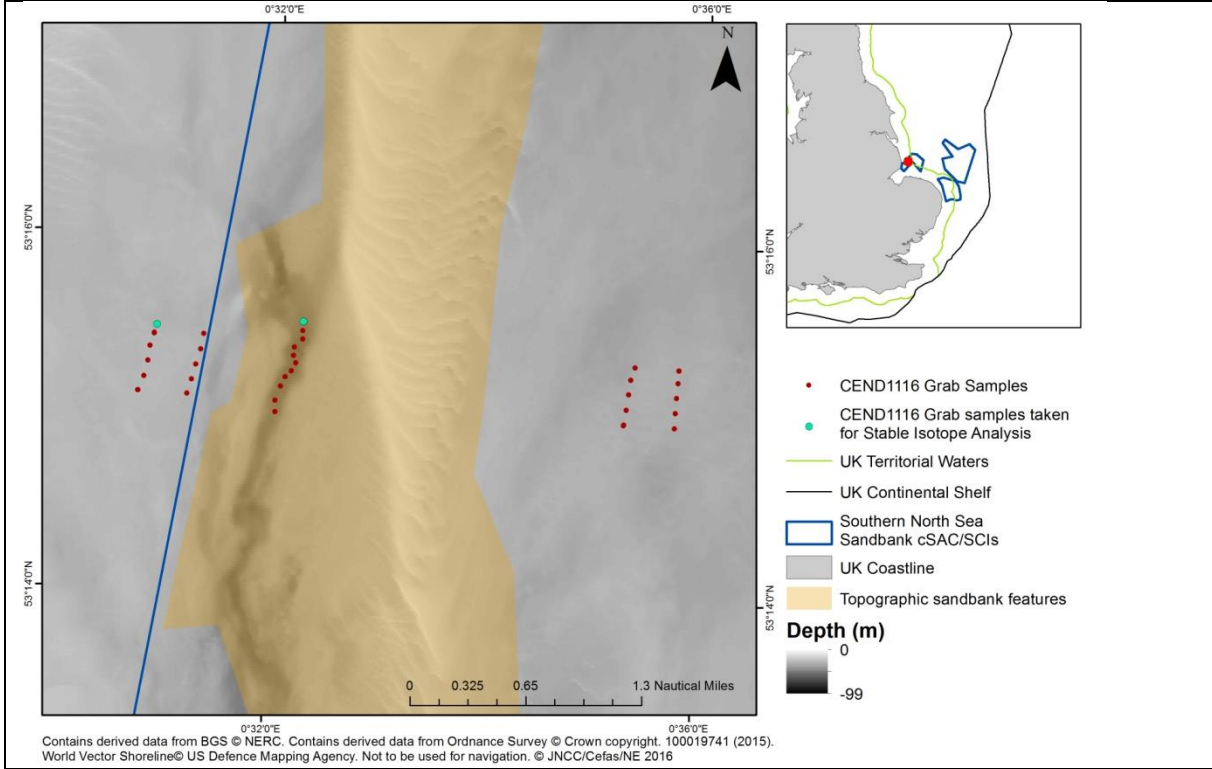 0°32'0"E
0°36'0"E
N
53°16'0"N
53°16'0"N
53°14'0"N
53°14'0"N
0 0.325 0.65 1.3 Nautical Miles
0°32'0"E
0°36'0"E
CEND1116 Grab Samples
CEND1116 Grab samples taken
for Stable Isotope Analysis
UK Territorial Waters
UK Continental Shelf
Southern North Sea
Sandbank cSAC/SCIs
UK Coastline
Topographic sandbank features
Depth (m)
0
-99
Contains derived data from BGS © NERC. Contains derived data from Ordnance Survey © Crown copyright. 100019741 (2015).
World Vector Shoreline© US Defence Mapping Agency. Not to be used for navigation. © JNCC/Cefas/NE 2016